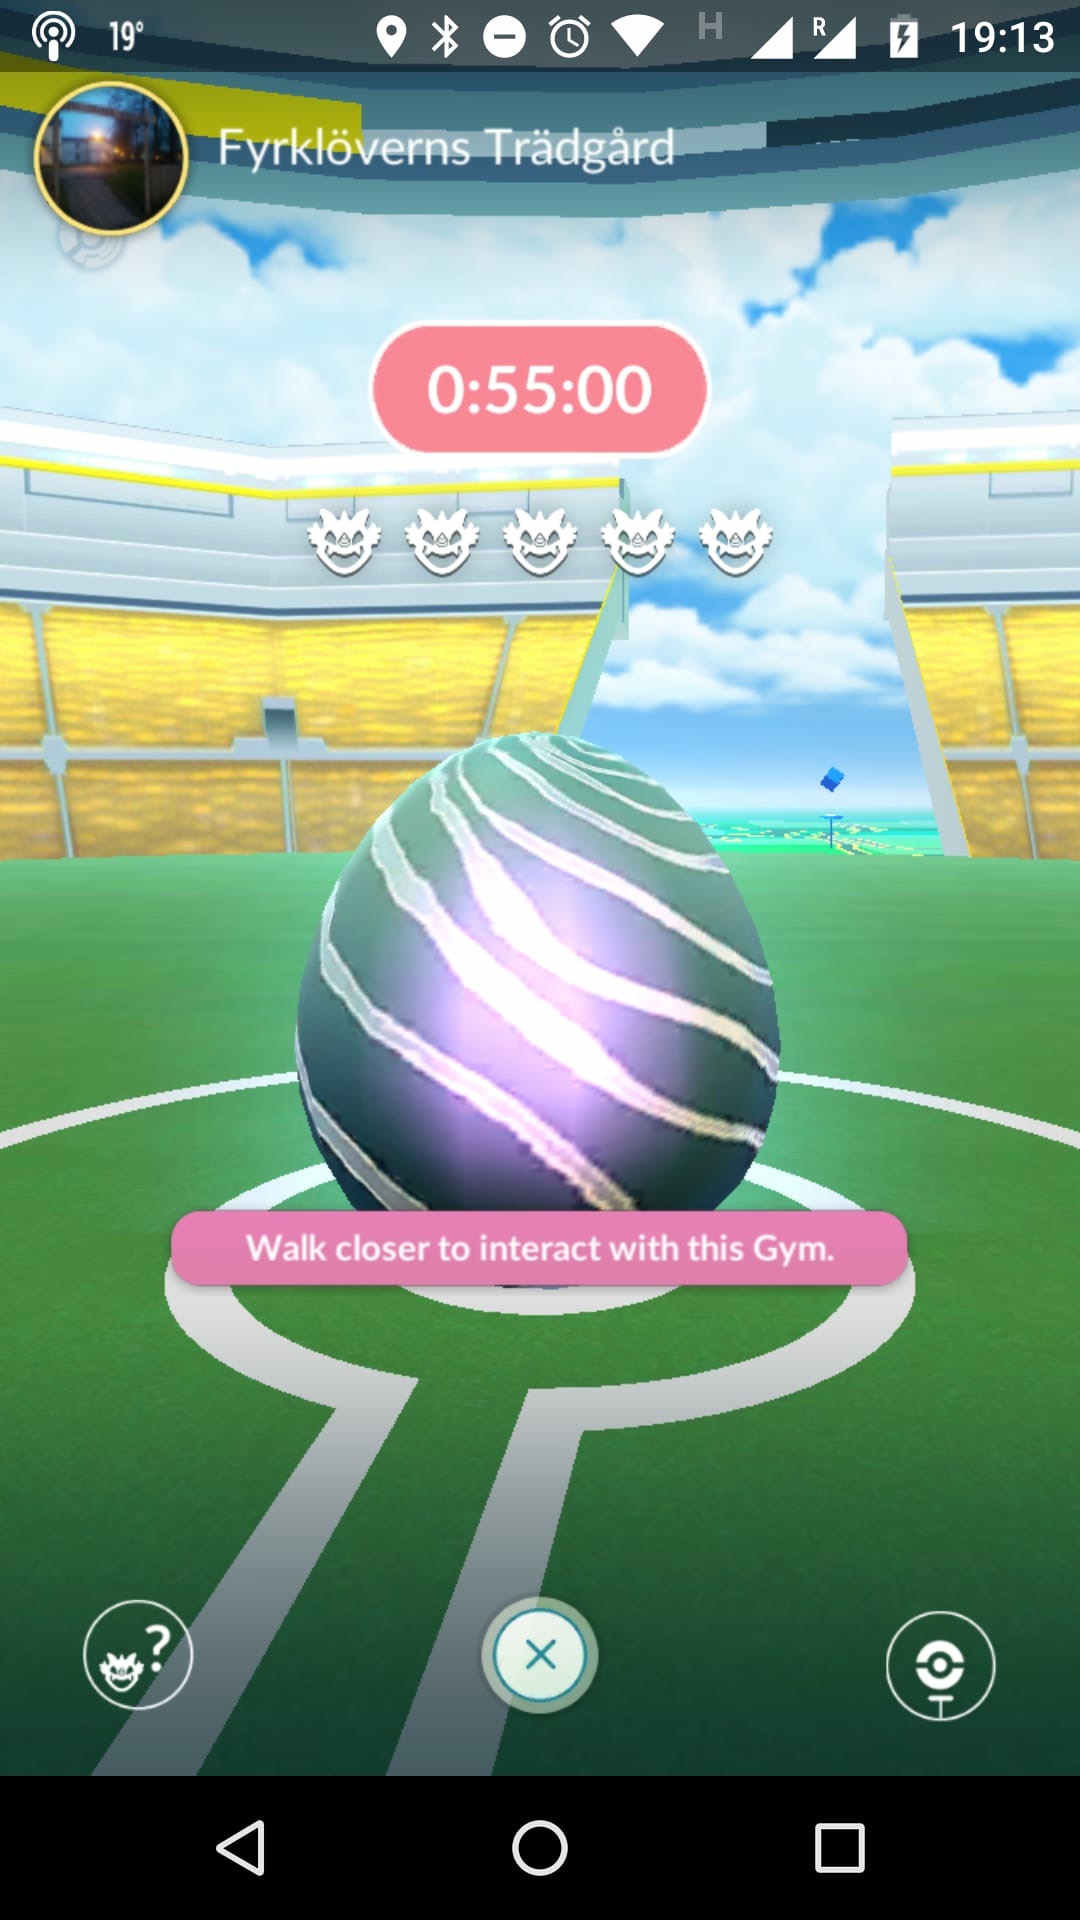 19°
H
R
19:13
Fyrklöverns Trädgård
0:55:00
Walk closer to interact with this Gym.
?